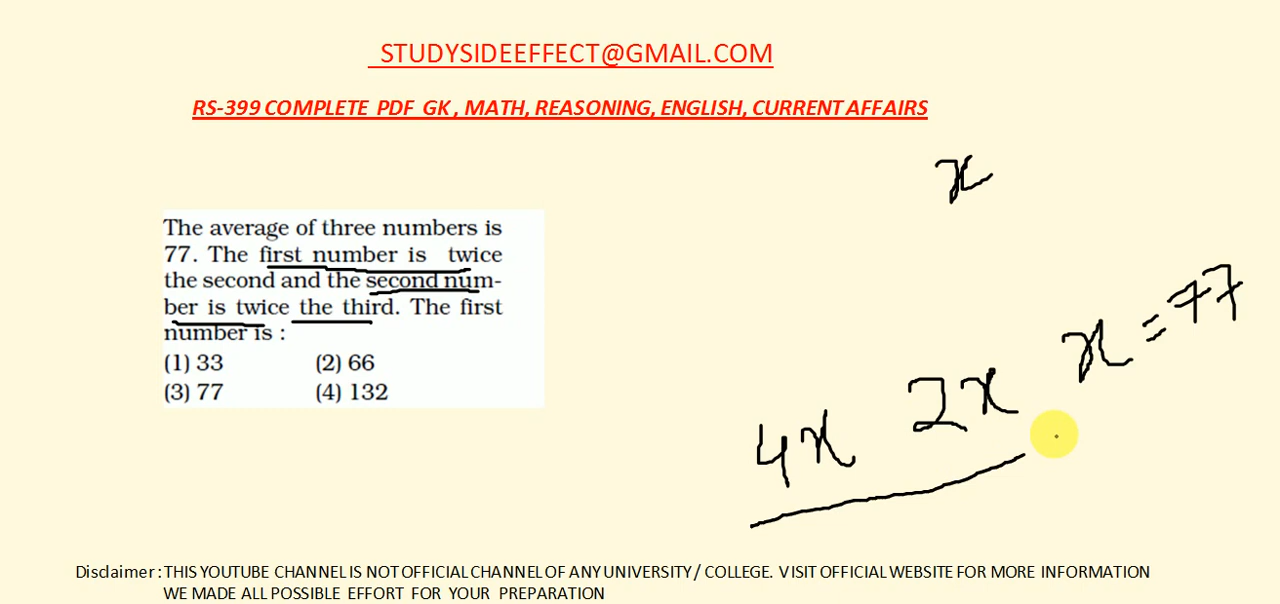 STUDYSIDEEFFECT@GMAIL.COM
RS-399 COMPLETE PDF GK , MATH, REASONING, ENGLISH, CURRENT AFFAIRS
x
The average of three numbers is
77. The first number is twice
the second and the second num-
ber is twice the third. The first
number is :
(1) 33 (2) 66
(3) 77 (4) 132
4x 2x x = 77
Disclaimer : THIS YOUTUBE CHANNEL IS NOT OFFICIAL CHANNEL OF ANY UNIVERSITY / COLLEGE. VISIT OFFICIAL WEBSITE FOR MORE INFORMATION
WE MADE ALL POSSIBLE EFFORT FOR YOUR PREPARATION